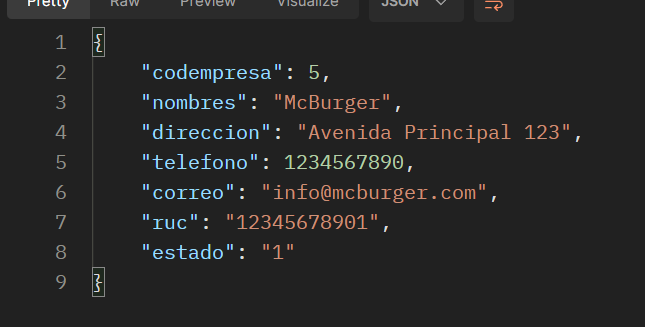 Pretty Raw Preview Visualize JSON
1 {
2 "codempresa": 5,
3 "nombres": "McBurger",
4 "direccion": "Avenida Principal 123",
5 "telefono": 1234567890,
6 "correo": "info@mcburger.com",
7 "ruc": "12345678901",
8 "estado": "1"
9 }